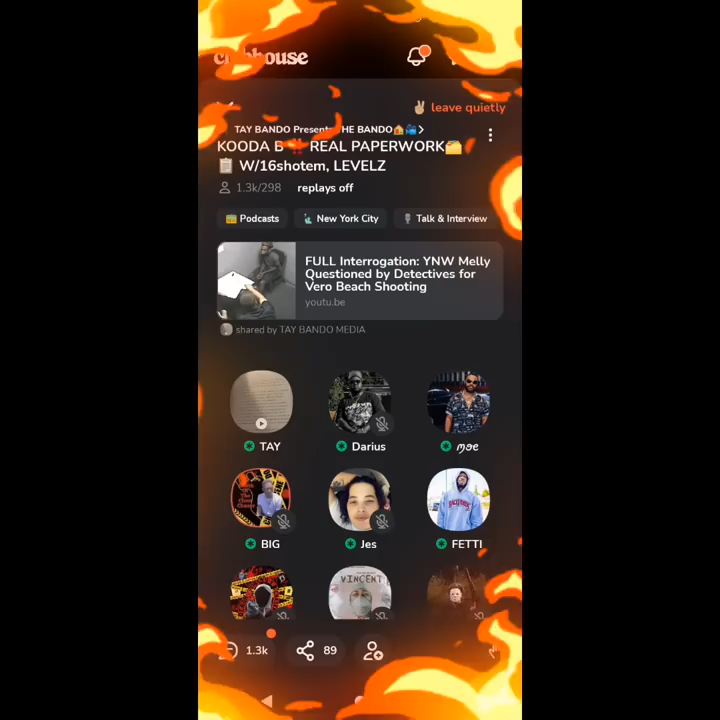 clubhouse
✌🏼 leave quietly
TAY BANDO Presents THE BANDO🏠🏘️
KOODA B‼️ REAL PAPERWORK🗂️
📋 W/16shotem, LEVELZ
1.3k/298 replays off
📻 Podcasts 🗽 New York City 🎙️ Talk & Interview
FULL Interrogation: YNW Melly
Questioned by Detectives for
Vero Beach Shooting
youtu.be
shared by TAY BANDO MEDIA
TAY Darius ɱøe
BIG Jes FETTI
VINCENT
1.3k 89